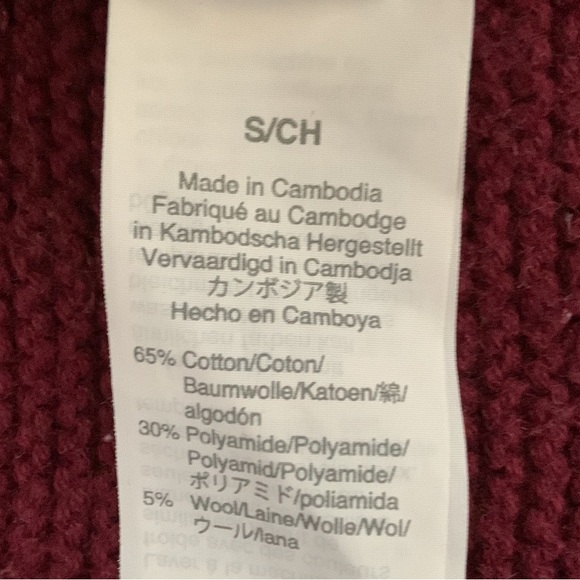 S/CH
Made in Cambodia
Fabriqué au Cambodge
in Kambodscha Hergestellt
Vervaardigd in Cambodja
カンボジア製
Hecho en Camboya
65% Cotton/Coton/
Baumwolle/Katoen/綿/
algodón
30% Polyamide/Polyamide/
Polyamid/Polyamide/
ポリアミド/poliamida
5% Wool/Laine/Wolle/Wol/
ウール/lana